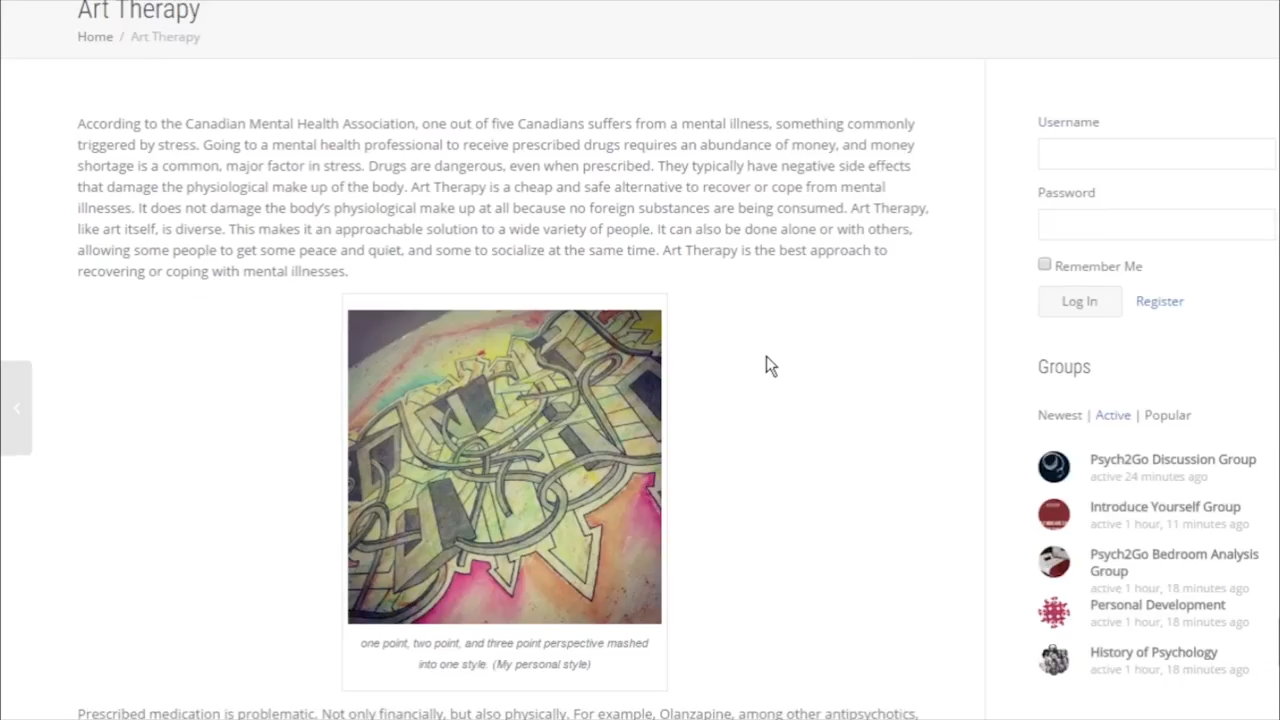 Art Therapy
Home / Art Therapy
According to the Canadian Mental Health Association, one out of five Canadians suffers from a mental illness, something commonly
triggered by stress. Going to a mental health professional to receive prescribed drugs requires an abundance of money, and money
shortage is a common, major factor in stress. Drugs are dangerous, even when prescribed. They typically have negative side effects
that damage the physiological make up of the body. Art Therapy is a cheap and safe alternative to recover or cope from mental
illnesses. It does not damage the body's physiological make up at all because no foreign substances are being consumed. Art Therapy,
like art itself, is diverse. This makes it an approachable solution to a wide variety of people. It can also be done alone or with others,
allowing some people to get some peace and quiet, and some to socialize at the same time. Art Therapy is the best approach to
recovering or coping with mental illnesses.
one point, two point, and three point perspective mashed
into one style. (My personal style)
Prescribed medication is problematic. Not only financially, but also physically. For example, Olanzapine, among other antipsychotics,
Username
Password
Remember Me
Log In Register
Groups
Newest | Active | Popular
Psych2Go Discussion Group
active 24 minutes ago
Introduce Yourself Group
active 1 hour, 11 minutes ago
Psych2Go Bedroom Analysis
Group
active 1 hour, 18 minutes ago
Personal Development
active 1 hour, 18 minutes ago
History of Psychology
active 1 hour, 18 minutes ago